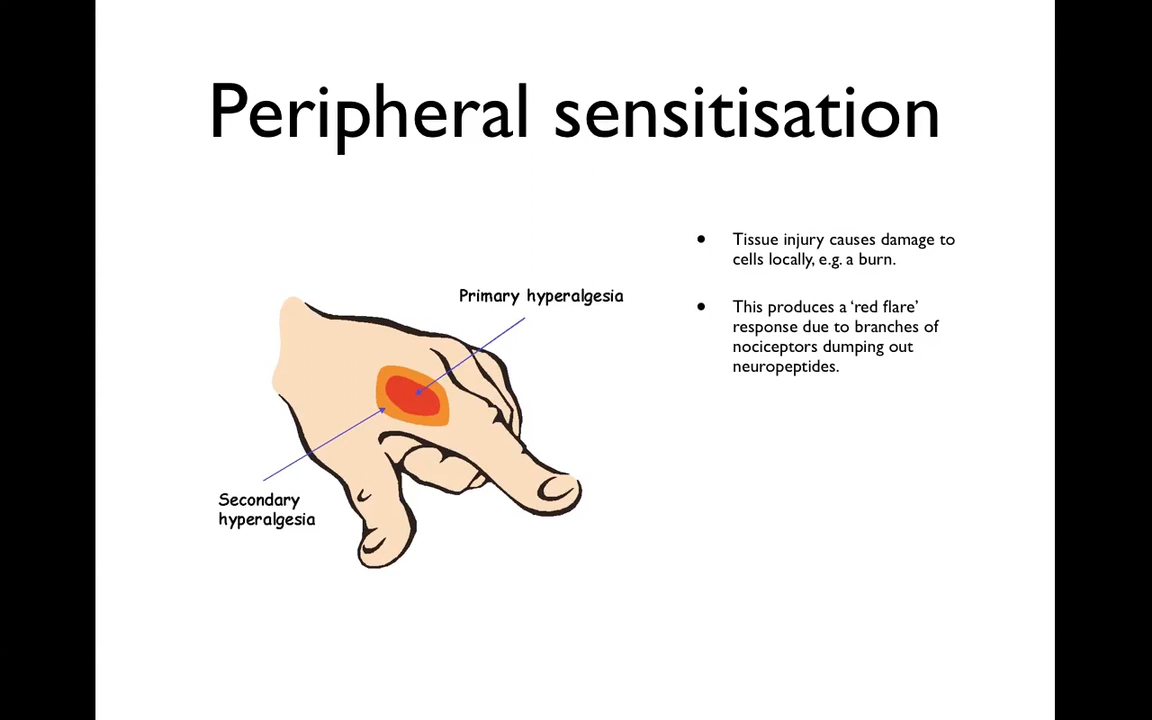 Peripheral sensitisation
Primary hyperalgesia
Secondary
hyperalgesia
• Tissue injury causes damage to
cells locally, e.g. a burn.
• This produces a ‘red flare’
response due to branches of
nociceptors dumping out
neuropeptides.